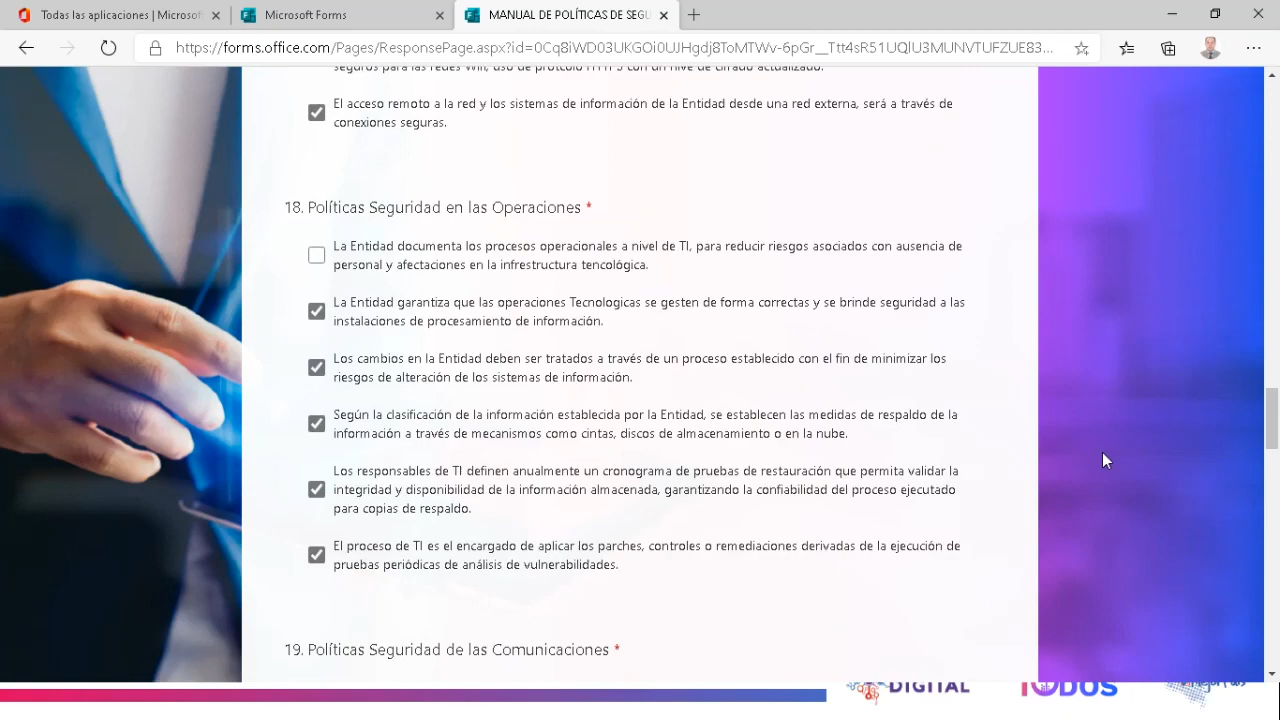 Todas las aplicaciones | Microsof
Microsoft Forms
MANUAL DE POLÍTICAS DE SEGU
https://forms.office.com/Pages/ResponsePage.aspx?id=
El acceso remoto a la red y los sistemas de información de la Entidad desde una red externa, será a través de
conexiones seguras.
18. Políticas Seguridad en las Operaciones *
La Entidad documenta los procesos operacionales a nivel de TI, para reducir riesgos asociados con ausencia de
personal y afectaciones en la infrestructura tencológica.
La Entidad garantiza que las operaciones Tecnologicas se gesten de forma correctas y se brinde seguridad a las
instalaciones de procesamiento de información.
Los cambios en la Entidad deben ser tratados a través de un proceso establecido con el fin de minimizar los
riesgos de alteración de los sistemas de información.
Según la clasificación de la información establecida por la Entidad, se establecen las medidas de respaldo de la
información a través de mecanismos como cintas, discos de almacenamiento o en la nube.
Los responsables de TI definen anualmente un cronograma de pruebas de restauración que permita validar la
integridad y disponibilidad de la información almacenada, garantizando la confiabilidad del proceso ejecutado
para copias de respaldo.
El proceso de TI es el encargado de aplicar los parches, controles o remediaciones derivadas de la ejecución de
pruebas periódicas de análisis de vulnerabilidades.
19. Políticas Seguridad de las Comunicaciones *
DIGITAL
TODOS